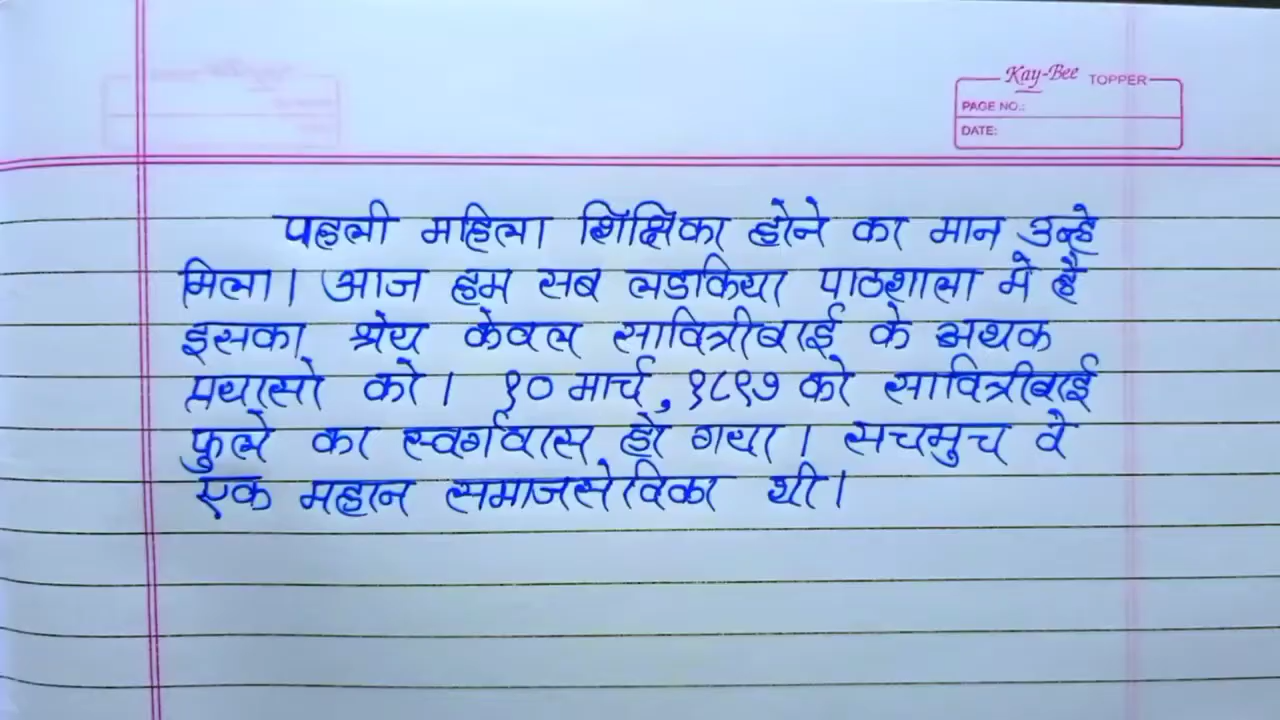 Kay-Bee TOPPER
PAGE NO.:
DATE:
पहली महिला शिक्षिका होने का मान उन्हे
मिला। आज हम सब लडकिया पाठशाला मे है
इसका श्रेय केवल सावित्रीबाई के अथक
प्रयासो को। १० मार्च, १८९७ को सावित्रीबाई
फुले का स्वर्गवास हो गया। सचमुच वे
एक महान समाजसेविका थी।